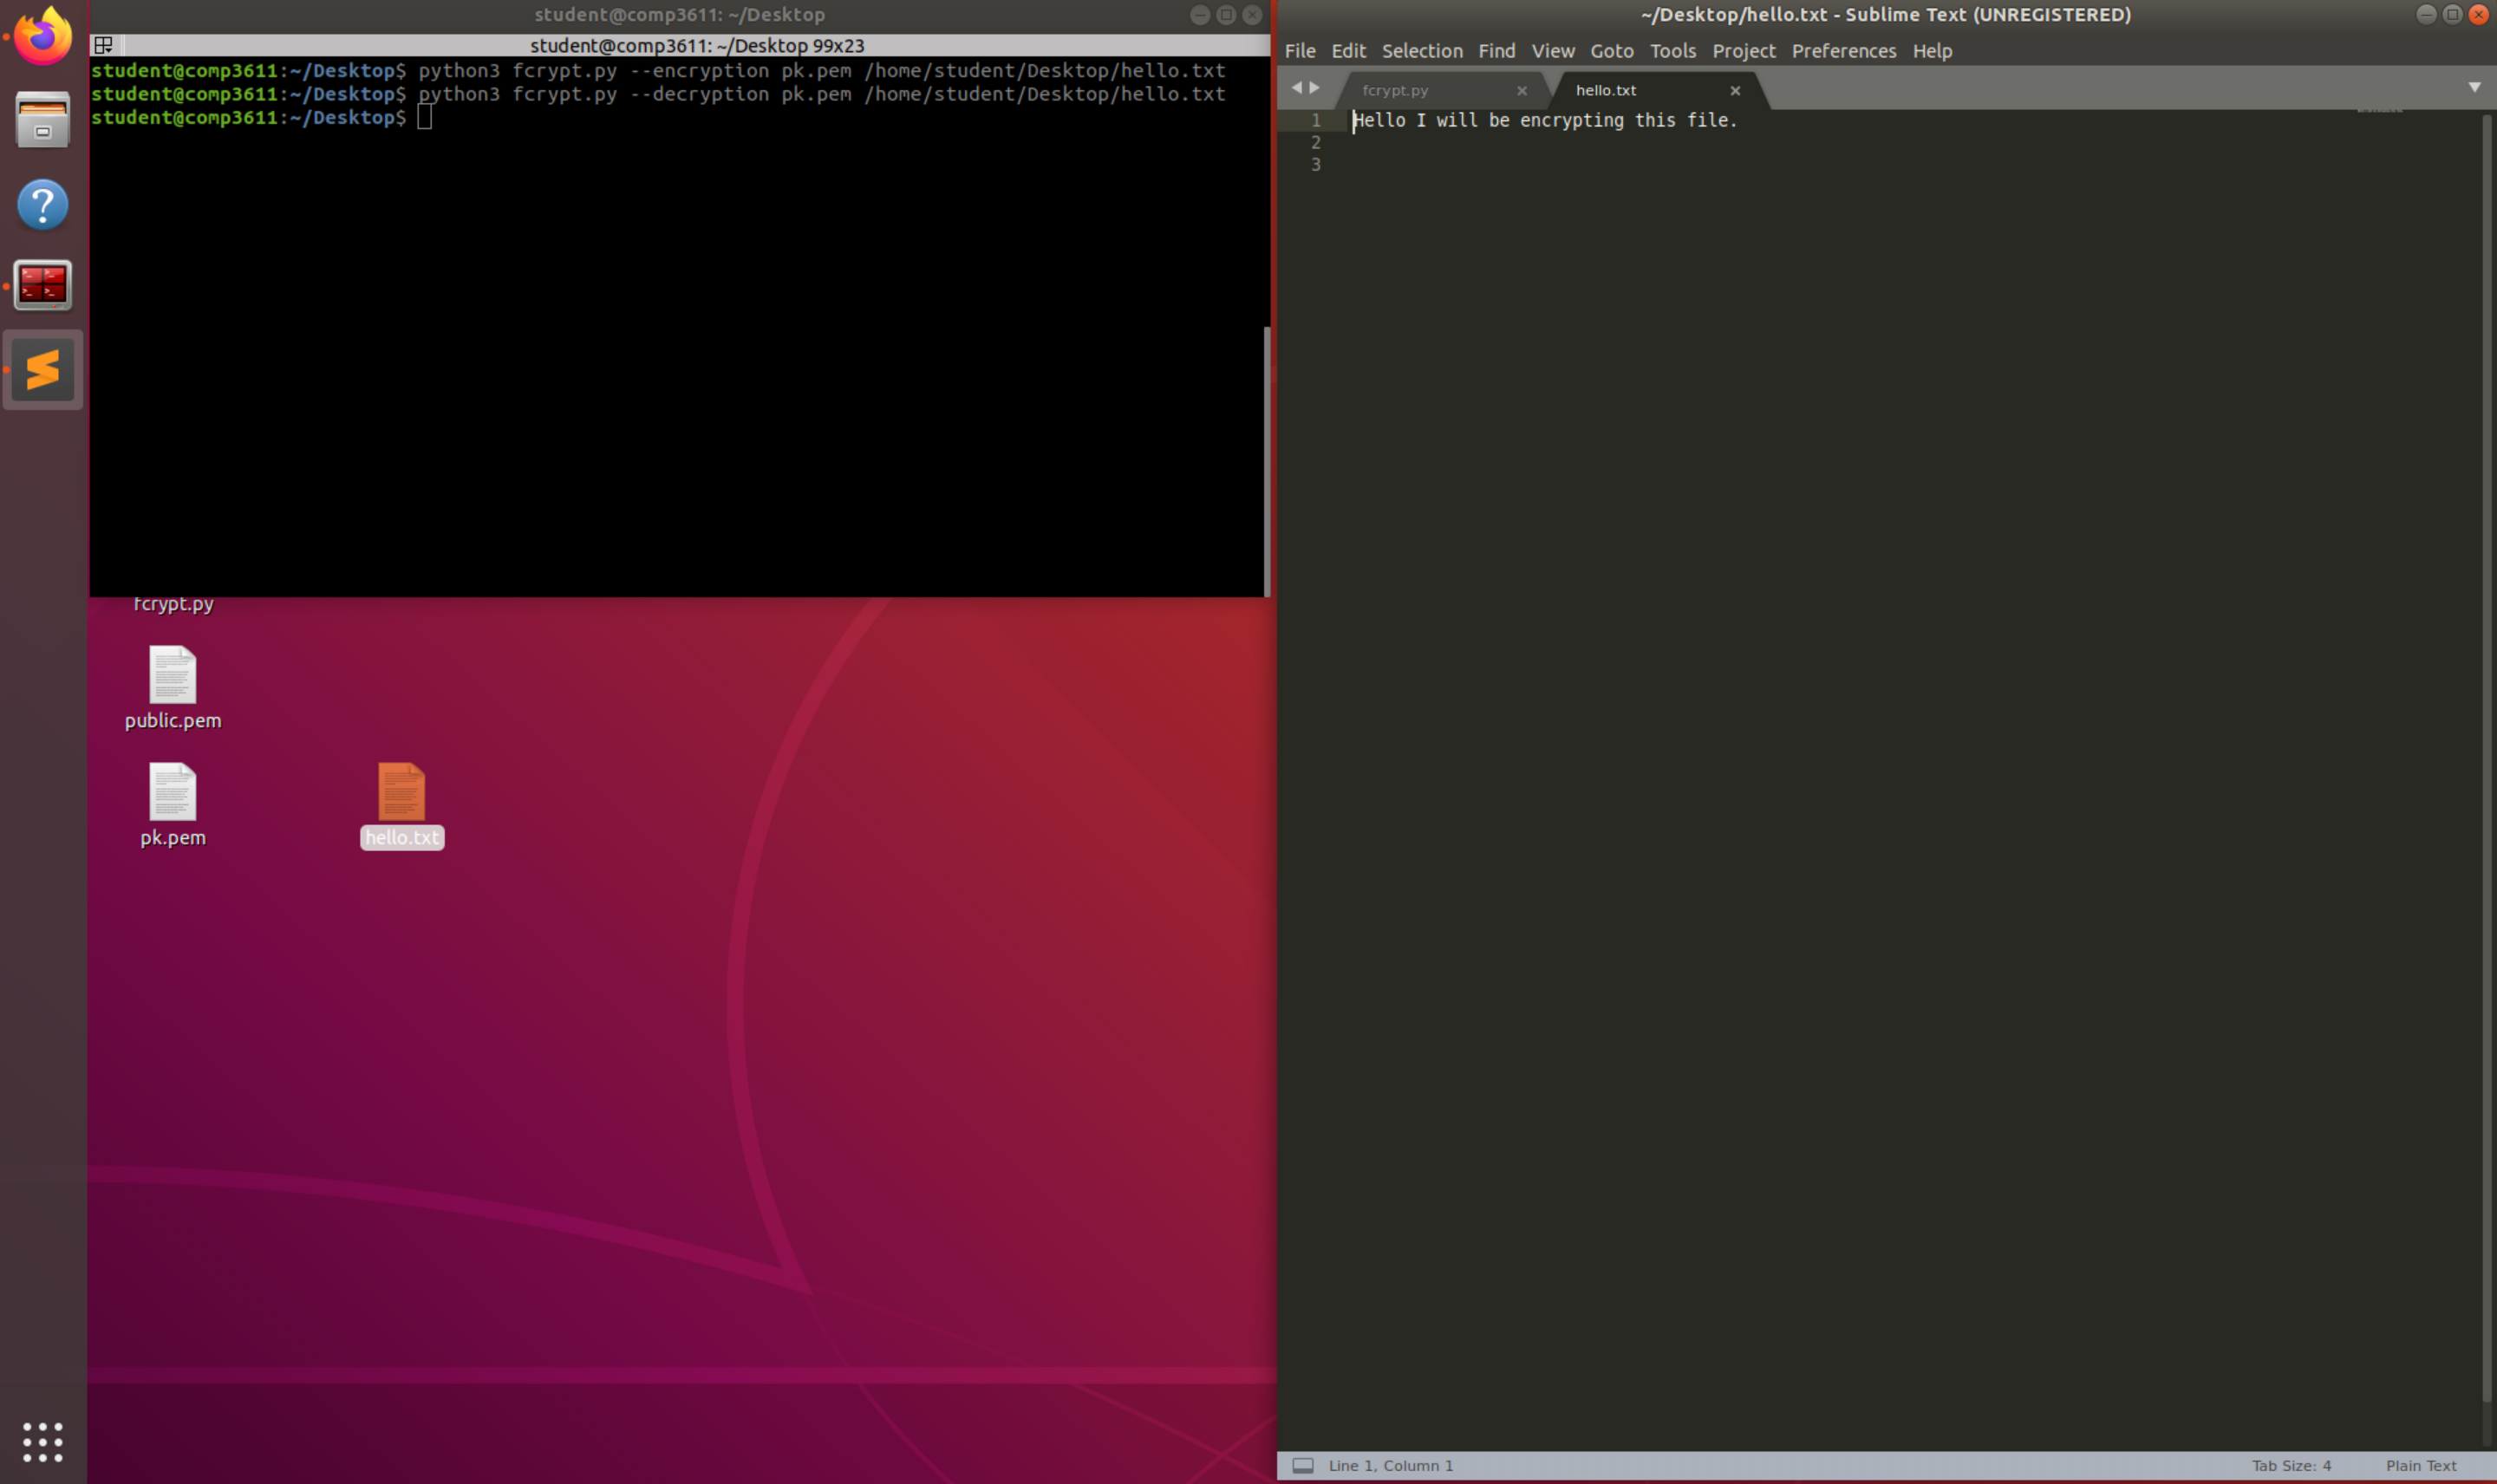 student@comp3611: ~/Desktop
student@comp3611: ~/Desktop 99x23
student@comp3611:~/Desktop$ python3 fcrypt.py --encryption pk.pem /home/student/Desktop/hello.txt
student@comp3611:~/Desktop$ python3 fcrypt.py --decryption pk.pem /home/student/Desktop/hello.txt
student@comp3611:~/Desktop$
fcrypt.py
public.pem
pk.pem
hello.txt
~/Desktop/hello.txt - Sublime Text (UNREGISTERED)
File Edit Selection Find View Goto Tools Project Preferences Help
fcrypt.py
hello.txt
1 Hello I will be encrypting this file.
2
3
Line 1, Column 1
Tab Size: 4
Plain Text